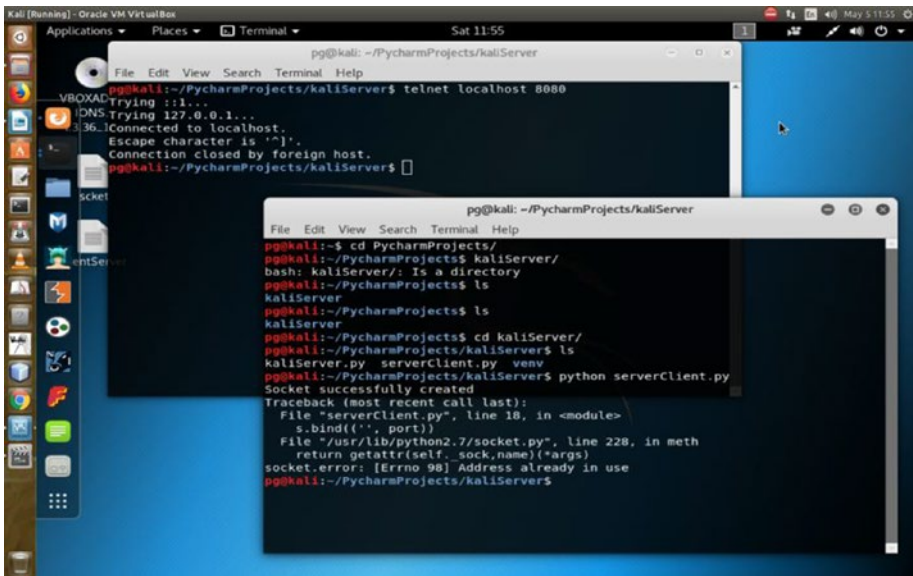 Kali [Running] - Oracle VM VirtualBox
En
May 5 11:55
Applications
Places
Terminal
Sat 11:55
1
pg@kali: ~/PycharmProjects/kaliServer
File Edit View Search Terminal Help
pg@kali:~/PycharmProjects/kaliServer$ telnet localhost 8080
Trying ::1...
Trying 127.0.0.1...
Connected to localhost.
Escape character is '^]'.
Connection closed by foreign host.
pg@kali:~/PycharmProjects/kaliServer$
VBOXAD
IONS
entServer
pg@kali: ~/PycharmProjects/kaliServer
File Edit View Search Terminal Help
pg@kali:~$ cd PycharmProjects/
pg@kali:~/PycharmProjects$ kaliServer/
bash: kaliServer/: Is a directory
pg@kali:~/PycharmProjects$ ls
kaliServer
pg@kali:~/PycharmProjects$ ls
kaliServer
pg@kali:~/PycharmProjects$ cd kaliServer/
pg@kali:~/PycharmProjects/kaliServer$ ls
kaliServer.py serverClient.py venv
pg@kali:~/PycharmProjects/kaliServer$ python serverClient.py
Socket successfully created
Traceback (most recent call last):
File "serverClient.py", line 18, in <module>
s.bind(('', port))
File "/usr/lib/python2.7/socket.py", line 228, in meth
return getattr(self._sock,name)(*args)
socket.error: [Errno 98] Address already in use
pg@kali:~/PycharmProjects/kaliServer$